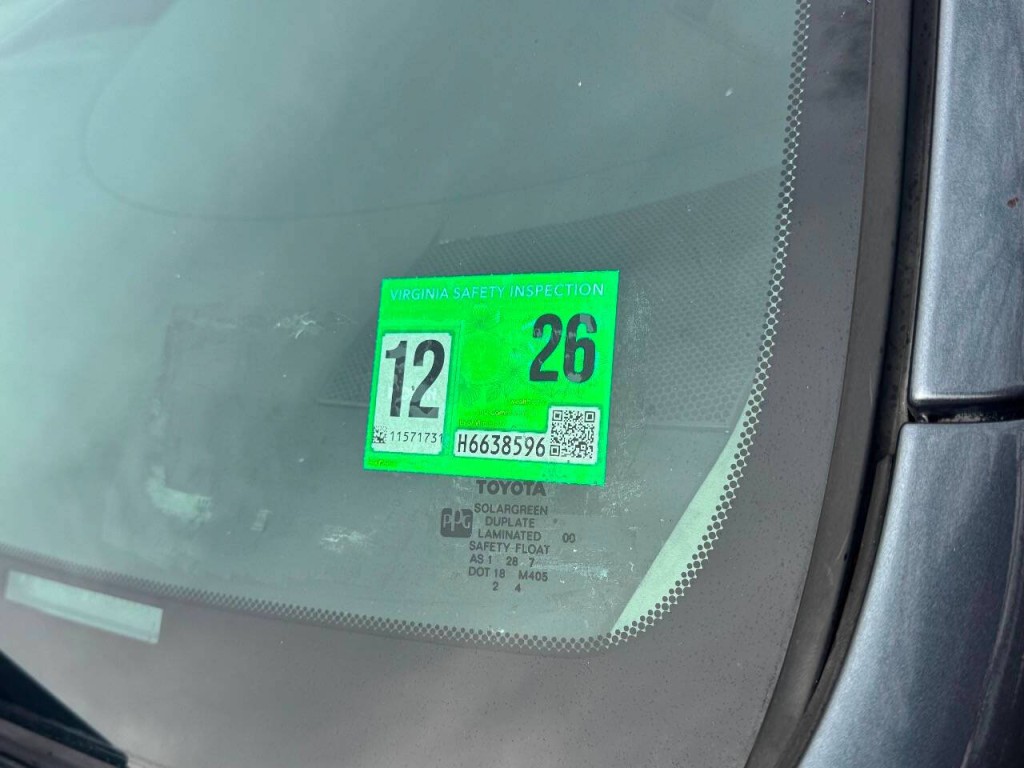 VIRGINIA SAFETY INSPECTION
26
12
11571731
H6638596
TOYOTA
PPG
SOLARGREEN
DUPLATE
LAMINATED 00
SAFETY FLOAT
AS 1 28 7
DOT 18 M405
2 4